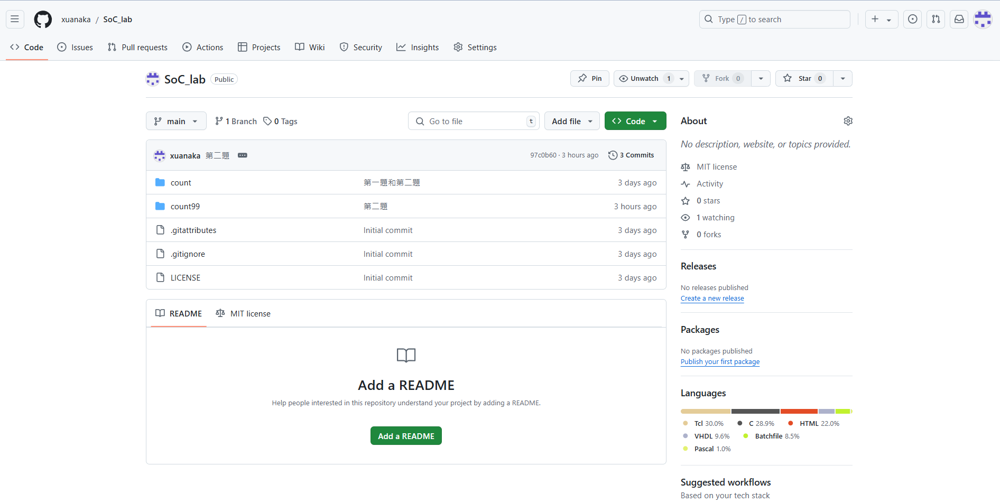 xuanaka / SoC_lab
Type / to search
Code Issues Pull requests Actions Projects Wiki Security Insights Settings
SoC_lab Public
Pin Unwatch 1 Fork 0 Star 0
main 1 Branch 0 Tags Go to file t Add file Code
xuanaka 第二題 97c0b60 · 3 hours ago 3 Commits
count 第一題和第二題 3 days ago
count99 第二題 3 hours ago
.gitattributes Initial commit 3 days ago
.gitignore Initial commit 3 days ago
LICENSE Initial commit 3 days ago
README MIT license
Add a README
Help people interested in this repository understand your project by adding a README.
Add a README
About
No description, website, or topics provided.
MIT license
Activity
0 stars
1 watching
0 forks
Releases
No releases published
Create a new release
Packages
No packages published
Publish your first package
Languages
Tcl 30.0% C 28.9% HTML 22.0%
VHDL 9.6% Batchfile 8.5%
Pascal 1.0%
Suggested workflows
Based on your tech stack